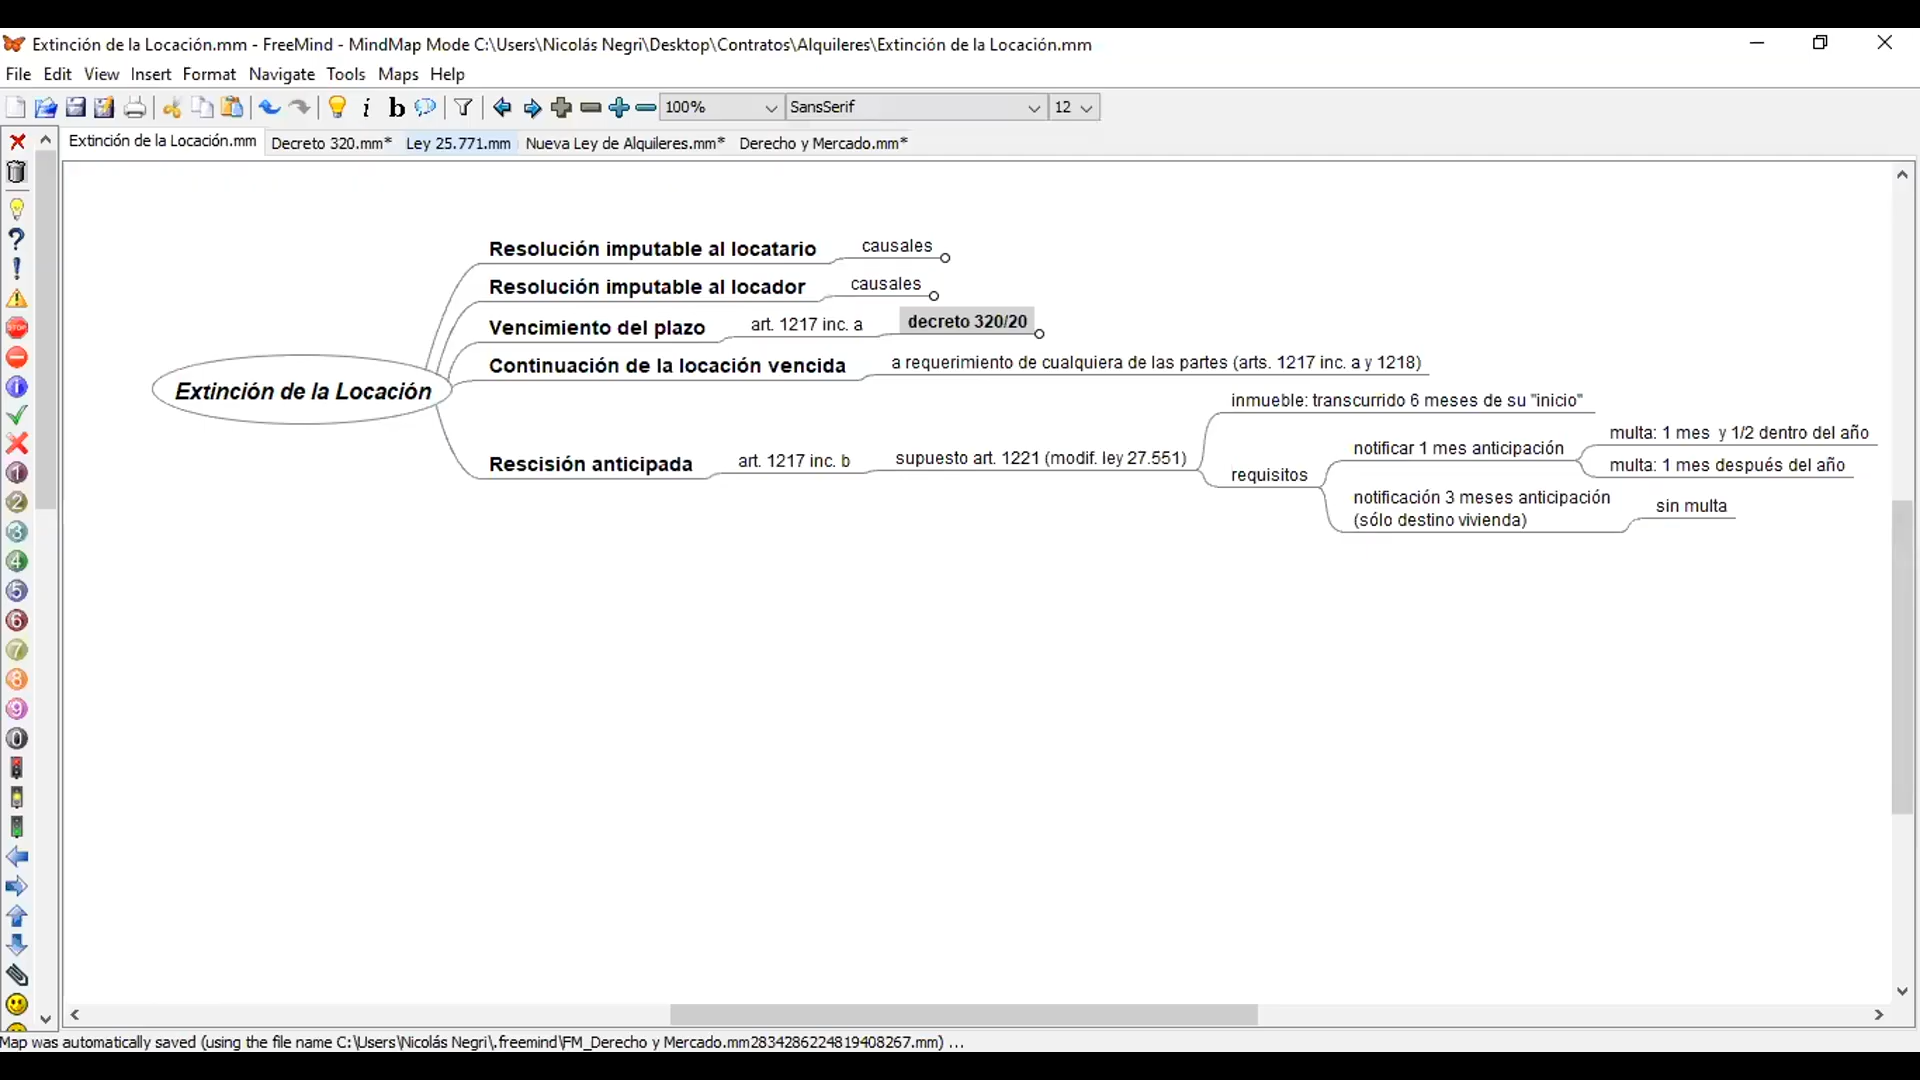 Extinción de la Locación.mm - FreeMind - MindMap Mode C:\Users\Nicolás Negri\Desktop\Contratos\Alquileres\Extinción de la Locación.mm
File Edit View Insert Format Navigate Tools Maps Help
100% SansSerif 12
Extinción de la Locación.mm Decreto 320.mm* Ley 25.771.mm Nueva Ley de Alquileres.mm* Derecho y Mercado.mm*
Resolución imputable al locatario causales
Resolución imputable al locador causales
Vencimiento del plazo art. 1217 inc. a decreto 320/20
Continuación de la locación vencida a requerimiento de cualquiera de las partes (arts. 1217 inc. a y 1218)
Extinción de la Locación
inmueble: transcurrido 6 meses de su "inicio"
Rescisión anticipada art. 1217 inc. b supuesto art. 1221 (modif. ley 27.551)
requisitos
notificar 1 mes anticipación
multa: 1 mes y 1/2 dentro del año
multa: 1 mes después del año
notificación 3 meses anticipación
(sólo destino vivienda)
sin multa
Map was automatically saved (using the file name C:\Users\Nicolás Negri\.freemind\FM_Derecho y Mercado.mm2834286224819408267.mm) ...